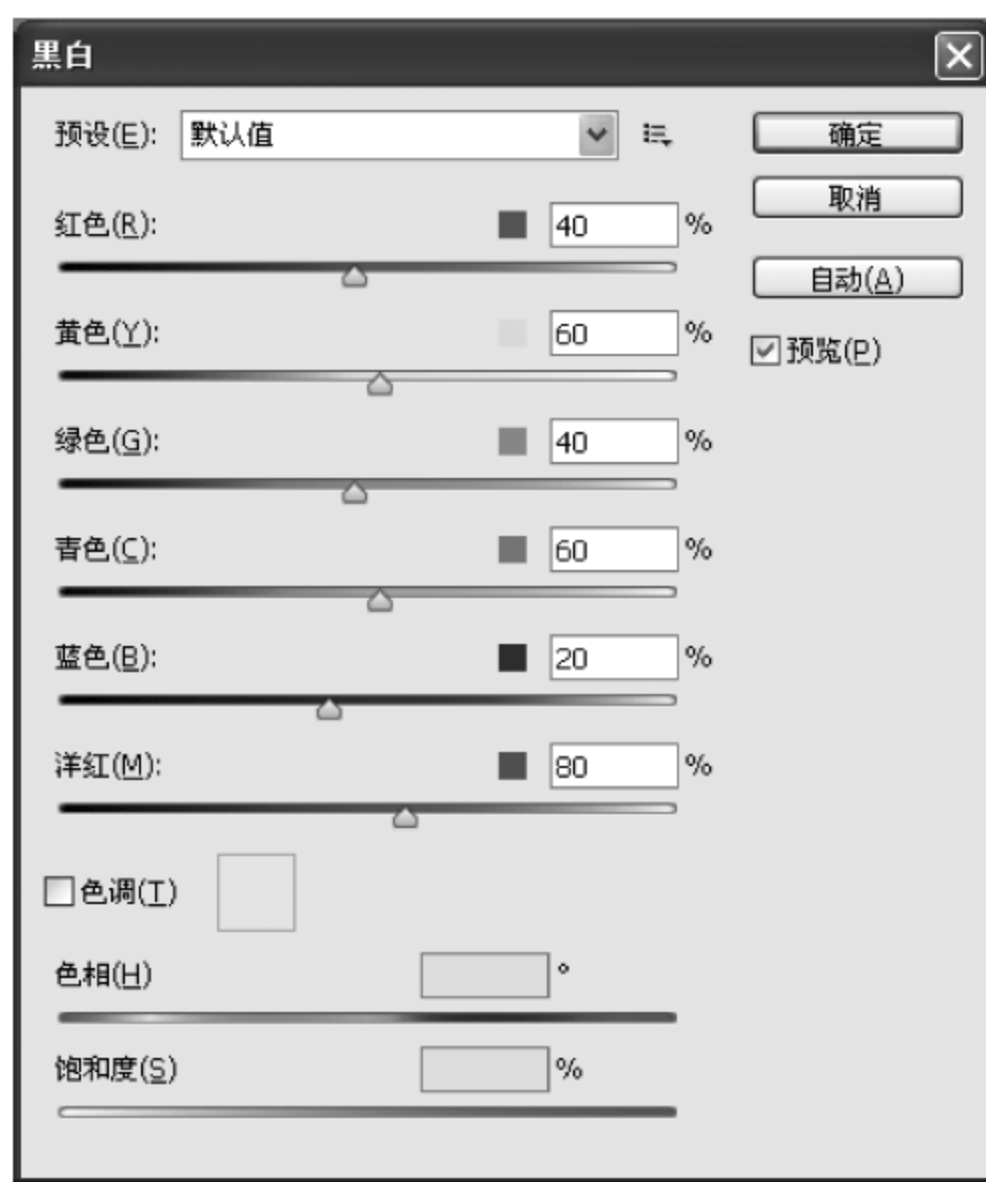 黑白
预设(E): 默认值
确定
取消
自动(A)
预览(P)
红色(R): 40 %
黄色(Y): 60 %
绿色(G): 40 %
青色(C): 60 %
蓝色(B): 20 %
洋红(M): 80 %
色调(T)
色相(H) °
饱和度(S) %